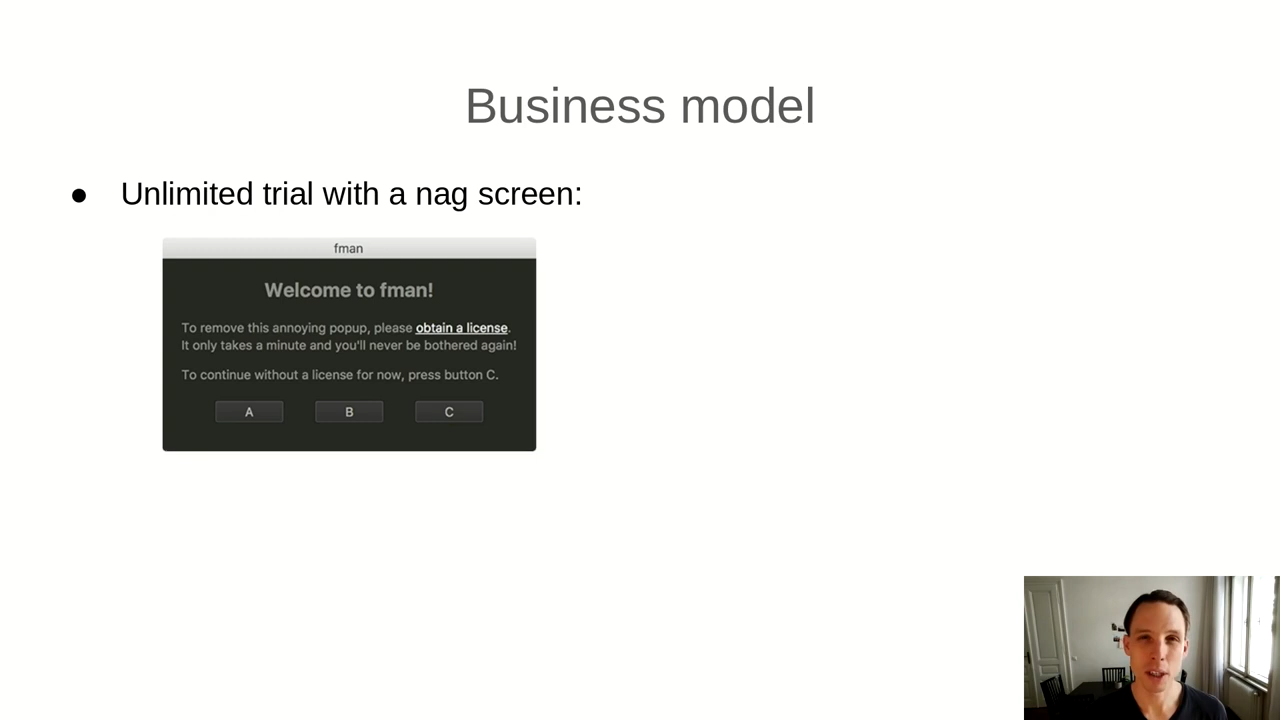 Business model
● Unlimited trial with a nag screen:
fman
Welcome to fman!
To remove this annoying popup, please obtain a license.
It only takes a minute and you'll never be bothered again!
To continue without a license for now, press button C.
A B C